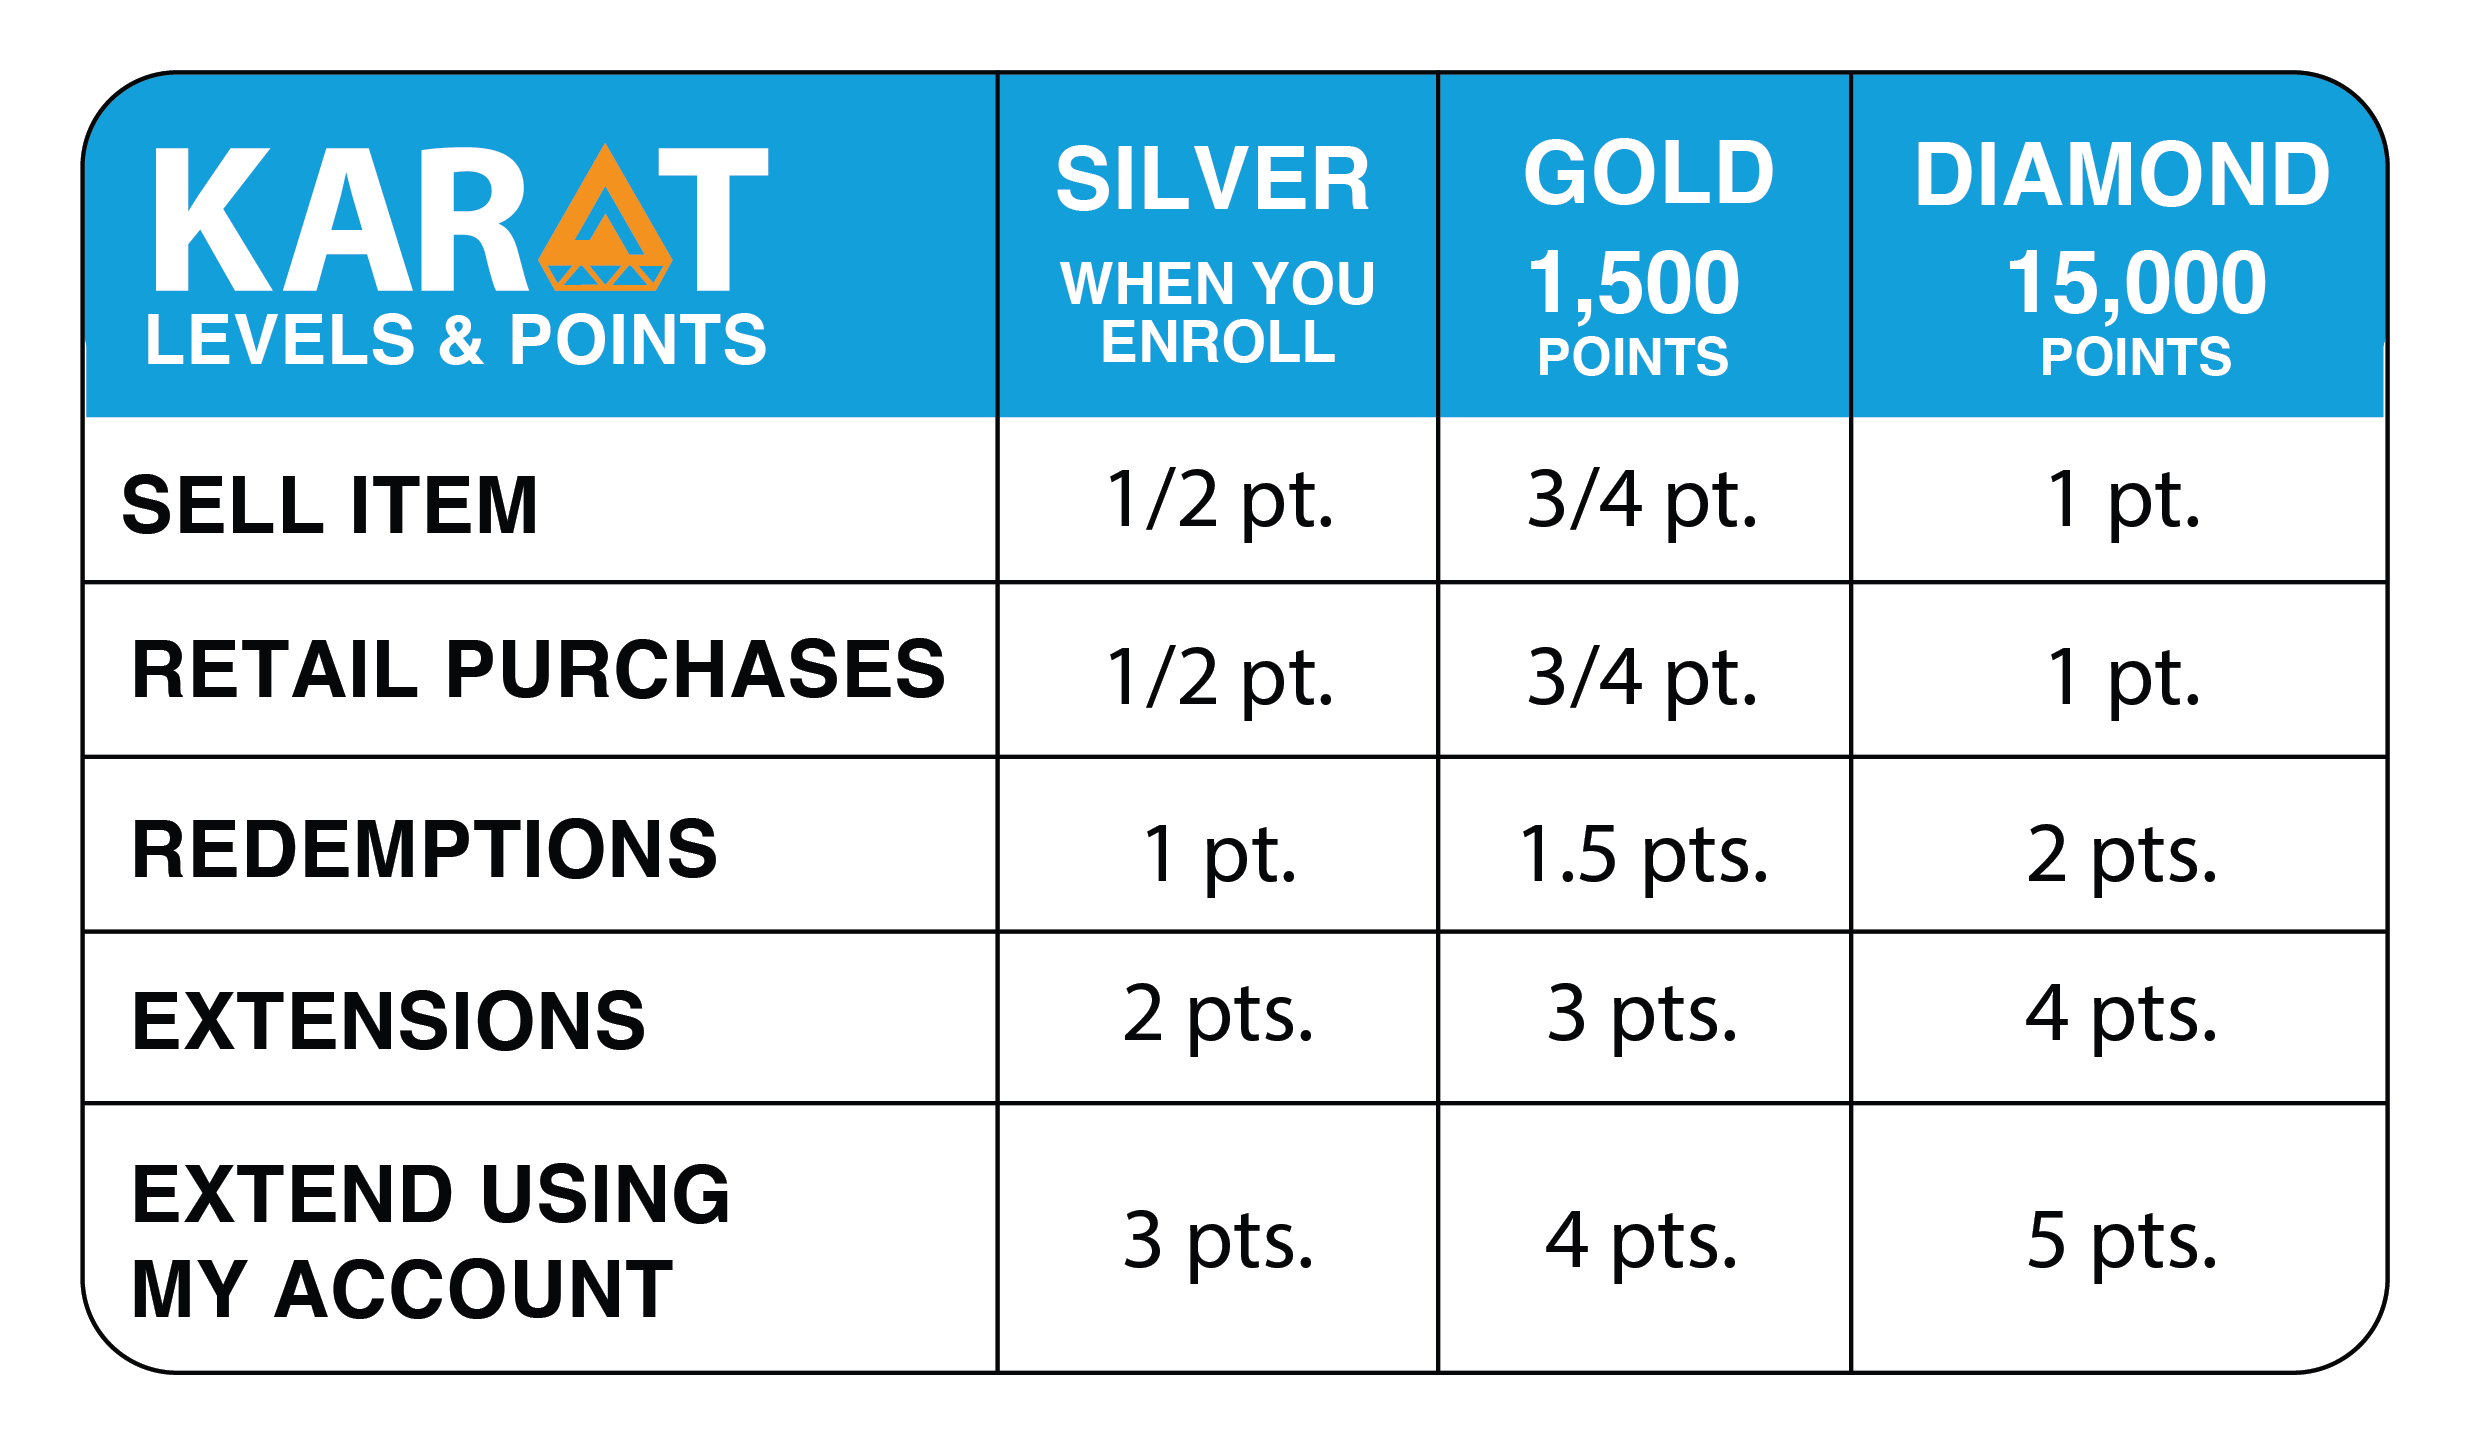 KARAT
LEVELS & POINTS
SILVER
WHEN YOU
ENROLL
GOLD
1,500
POINTS
DIAMOND
15,000
POINTS
SELL ITEM 1/2 pt. 3/4 pt. 1 pt.
RETAIL PURCHASES 1/2 pt. 3/4 pt. 1 pt.
REDEMPTIONS 1 pt. 1.5 pts. 2 pts.
EXTENSIONS 2 pts. 3 pts. 4 pts.
EXTEND USING
MY ACCOUNT 3 pts. 4 pts. 5 pts.